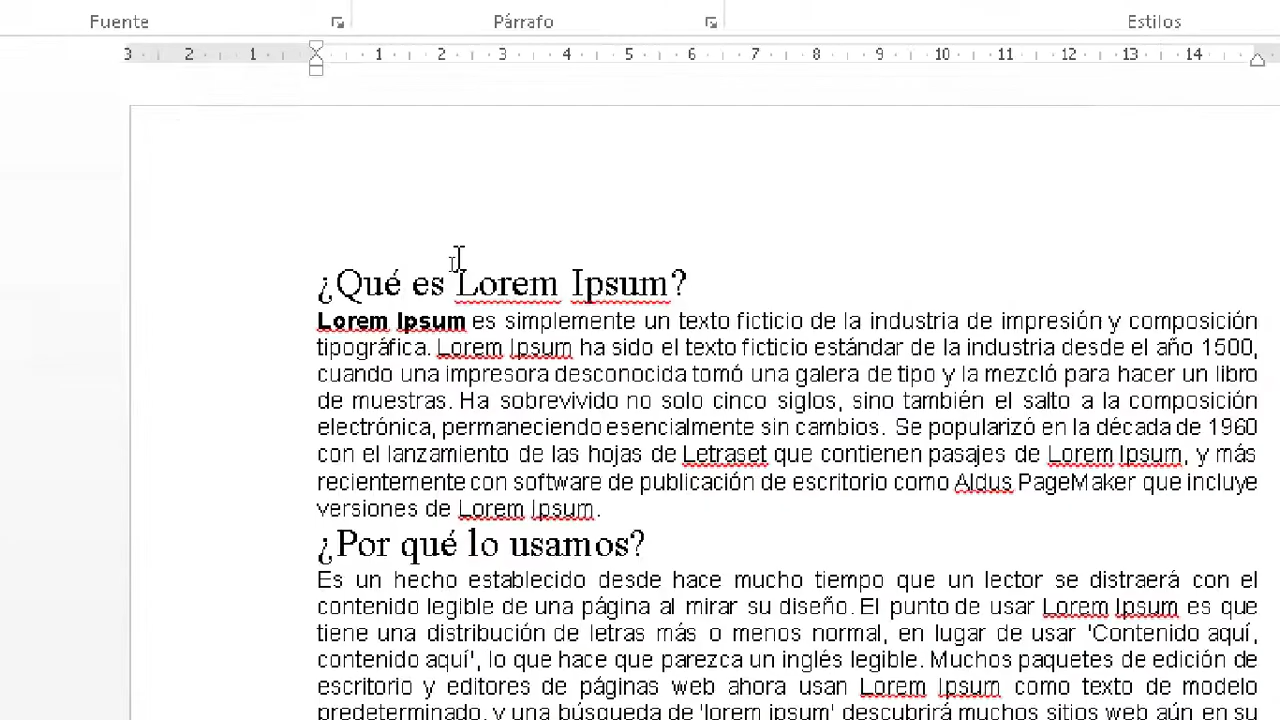 Fuente Párrafo Estilos
3 2 1 1 2 3 4 5 6 7 8 9 10 11 12 13 14
¿Qué es Lorem Ipsum?
Lorem Ipsum es simplemente un texto ficticio de la industria de impresión y composición
tipográfica. Lorem Ipsum ha sido el texto ficticio estándar de la industria desde el año 1500,
cuando una impresora desconocida tomó una galera de tipo y la mezcló para hacer un libro
de muestras. Ha sobrevivido no solo cinco siglos, sino también el salto a la composición
electrónica, permaneciendo esencialmente sin cambios. Se popularizó en la década de 1960
con el lanzamiento de las hojas de Letraset que contienen pasajes de Lorem Ipsum, y más
recientemente con software de publicación de escritorio como Aldus PageMaker que incluye
versiones de Lorem Ipsum.
¿Por qué lo usamos?
Es un hecho establecido desde hace mucho tiempo que un lector se distraerá con el
contenido legible de una página al mirar su diseño. El punto de usar Lorem Ipsum es que
tiene una distribución de letras más o menos normal, en lugar de usar 'Contenido aquí,
contenido aquí', lo que hace que parezca un inglés legible. Muchos paquetes de edición de
escritorio y editores de páginas web ahora usan Lorem Ipsum como texto de modelo
predeterminado, y una búsqueda de 'lorem ipsum' descubrirá muchos sitios web aún en su